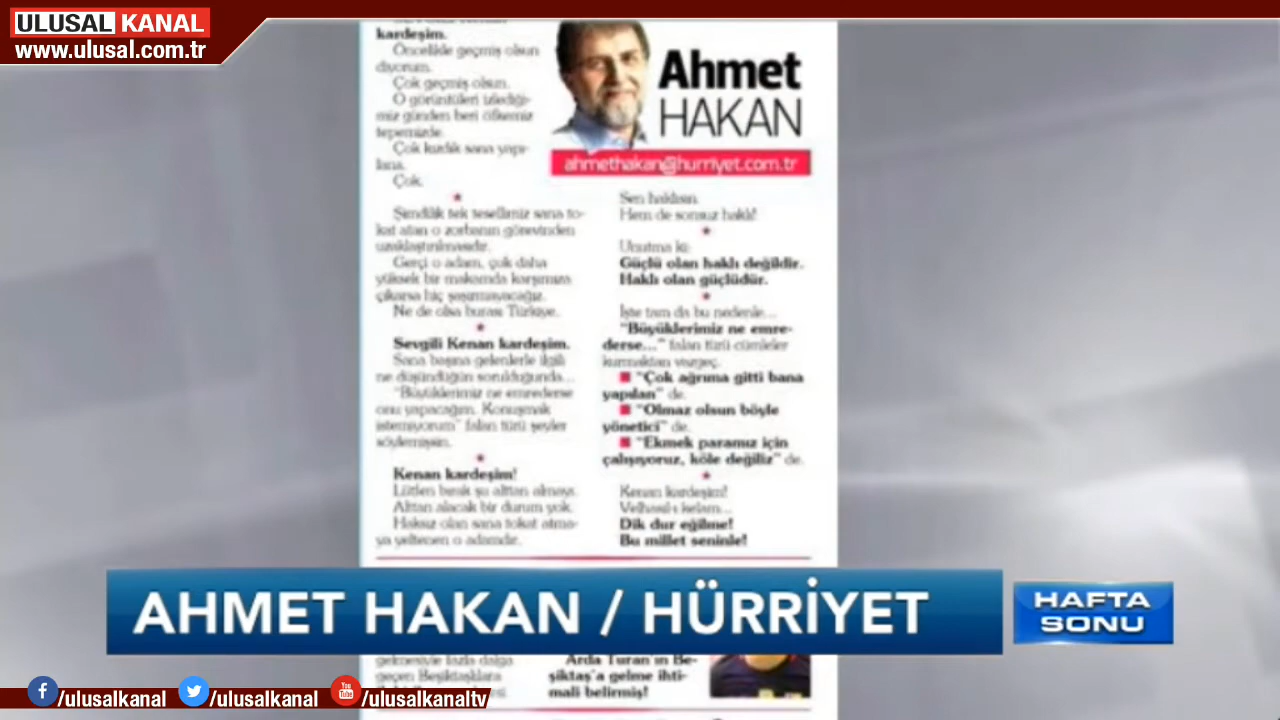 ULUSAL KANAL
www.ulusal.com.tr
kardeşim.
Öncelikle geçmiş olsun
diyorum.
Çok geçmiş olsun.
O görüntüleri izlediği-
miz günden beri öfkemiz
tepemizde.
Çok kızdık sana yapı-
lana.
Çok.
Şimdilik tek tesellimiz sana to-
kat atan o zorbanın görevinden
uzaklaştırılmasıdır.
Gerçi o adam, çok daha
yüksek bir makamda karşımıza
çıkarsa hiç şaşırmayacağız.
Ne de olsa burası Türkiye.
Sevgili Kenan kardeşim.
Sana başına gelenlerle ilgili
ne düşündüğün sorulduğunda...
"Büyüklerimiz ne emrederse
onu yapacağım. Konuşmak
istemiyorum" falan türü şeyler
söylemişsin.
Kenan kardeşim!
Lütfen bırak şu alttan almayı.
Alttan alacak bir durum yok.
Haksız olan sana tokat atma-
ya yeltenen o adamdır.
Ahmet
HAKAN
ahmethakan@hurriyet.com.tr
Sen haklısın.
Hem de sonsuz haklı!
Unutma ki:
Güçlü olan haklı değildir.
Haklı olan güçlüdür.
İşte tam da bu nedenle...
"Büyüklerimiz ne emre-
derse..." falan türü cümleler
kurmaktan vazgeç.
"Çok ağrıma gitti bana
yapılan" de.
"Olmaz olsun böyle
yönetici" de.
"Ekmek paramız için
çalışıyoruz, köle değiliz" de.
Kenan kardeşim!
Velhasıl-ı kelam...
Dik dur eğilme!
Bu millet seninle!
AHMET HAKAN / HÜRRİYET
HAFTA
SONU
gelmesiyle fazla dalga
geçen Beşiktaşlılara
Arda Turan'ın Be-
şiktaş'a gelme ihti-
mali belirmiş!
/ulusalkanal
/ulusalkanal
You
Tube
/ulusalkanaltv